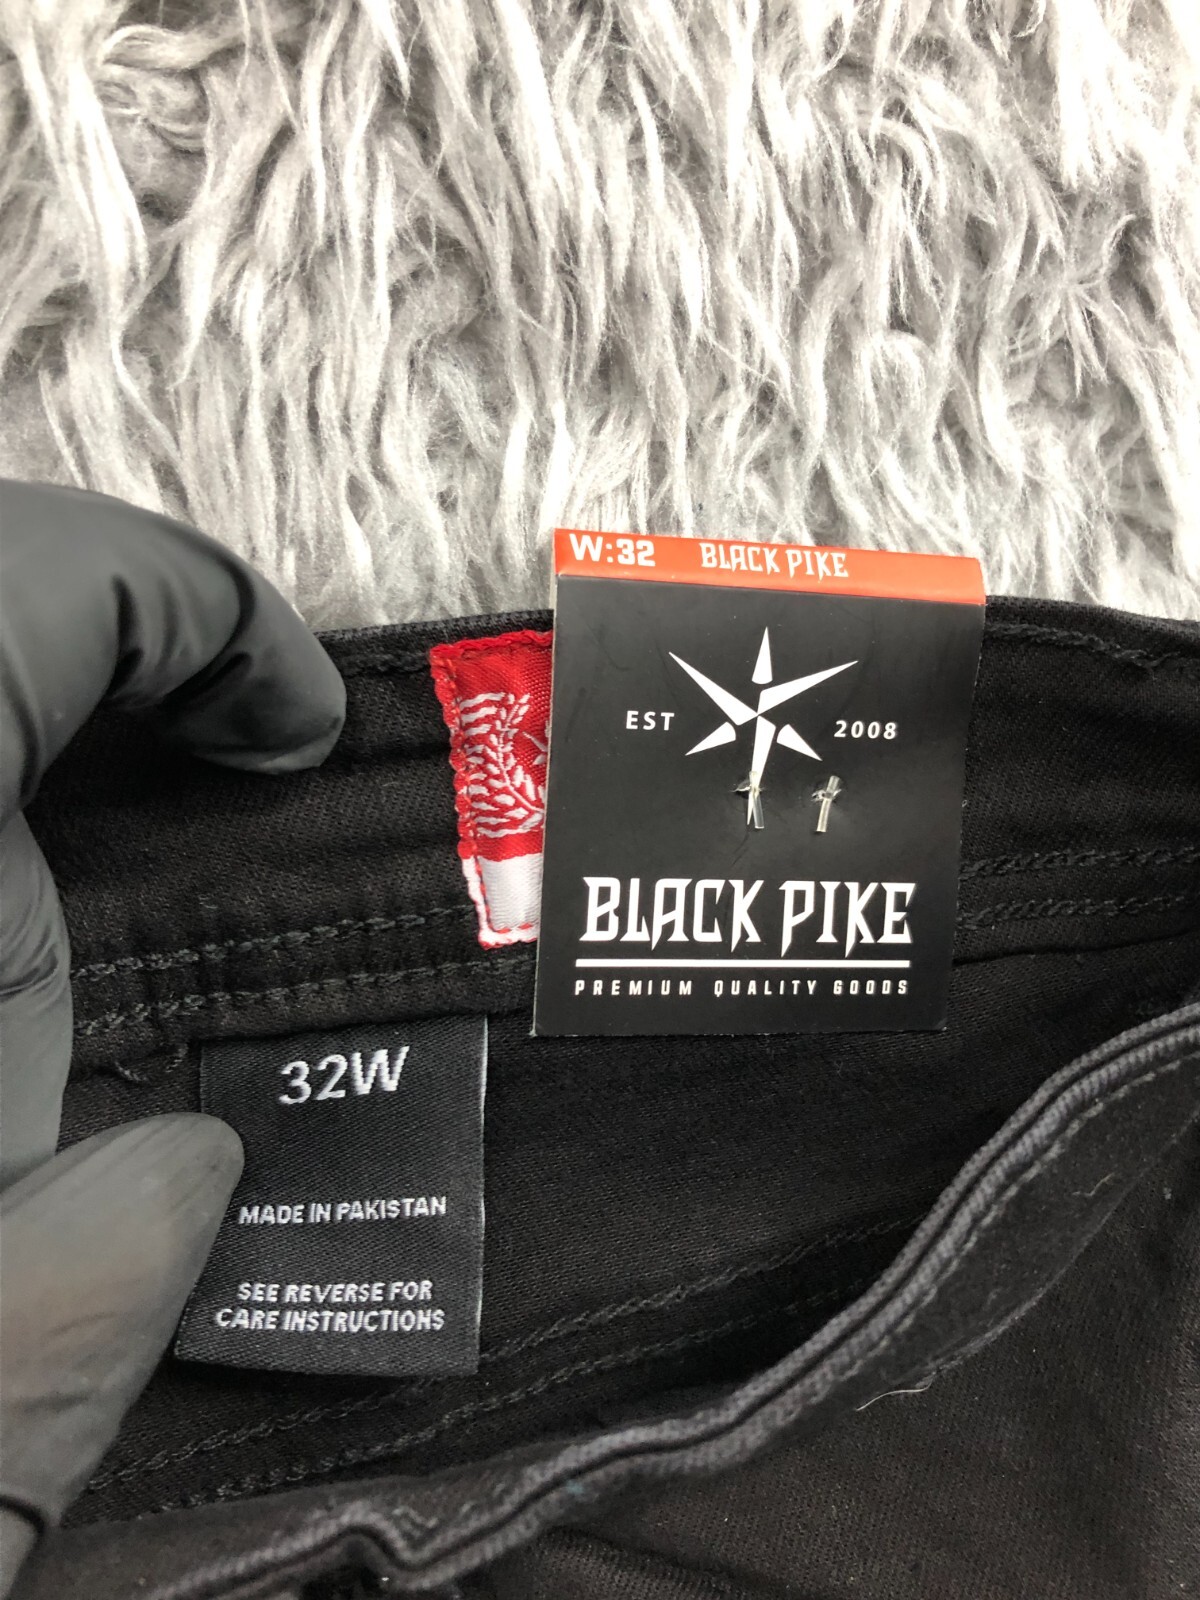 W:32 BLACK PIKE
EST 2008
BLACK PIKE
PREMIUM QUALITY GOODS
32W
MADE IN PAKISTAN
SEE REVERSE FOR
CARE INSTRUCTIONS